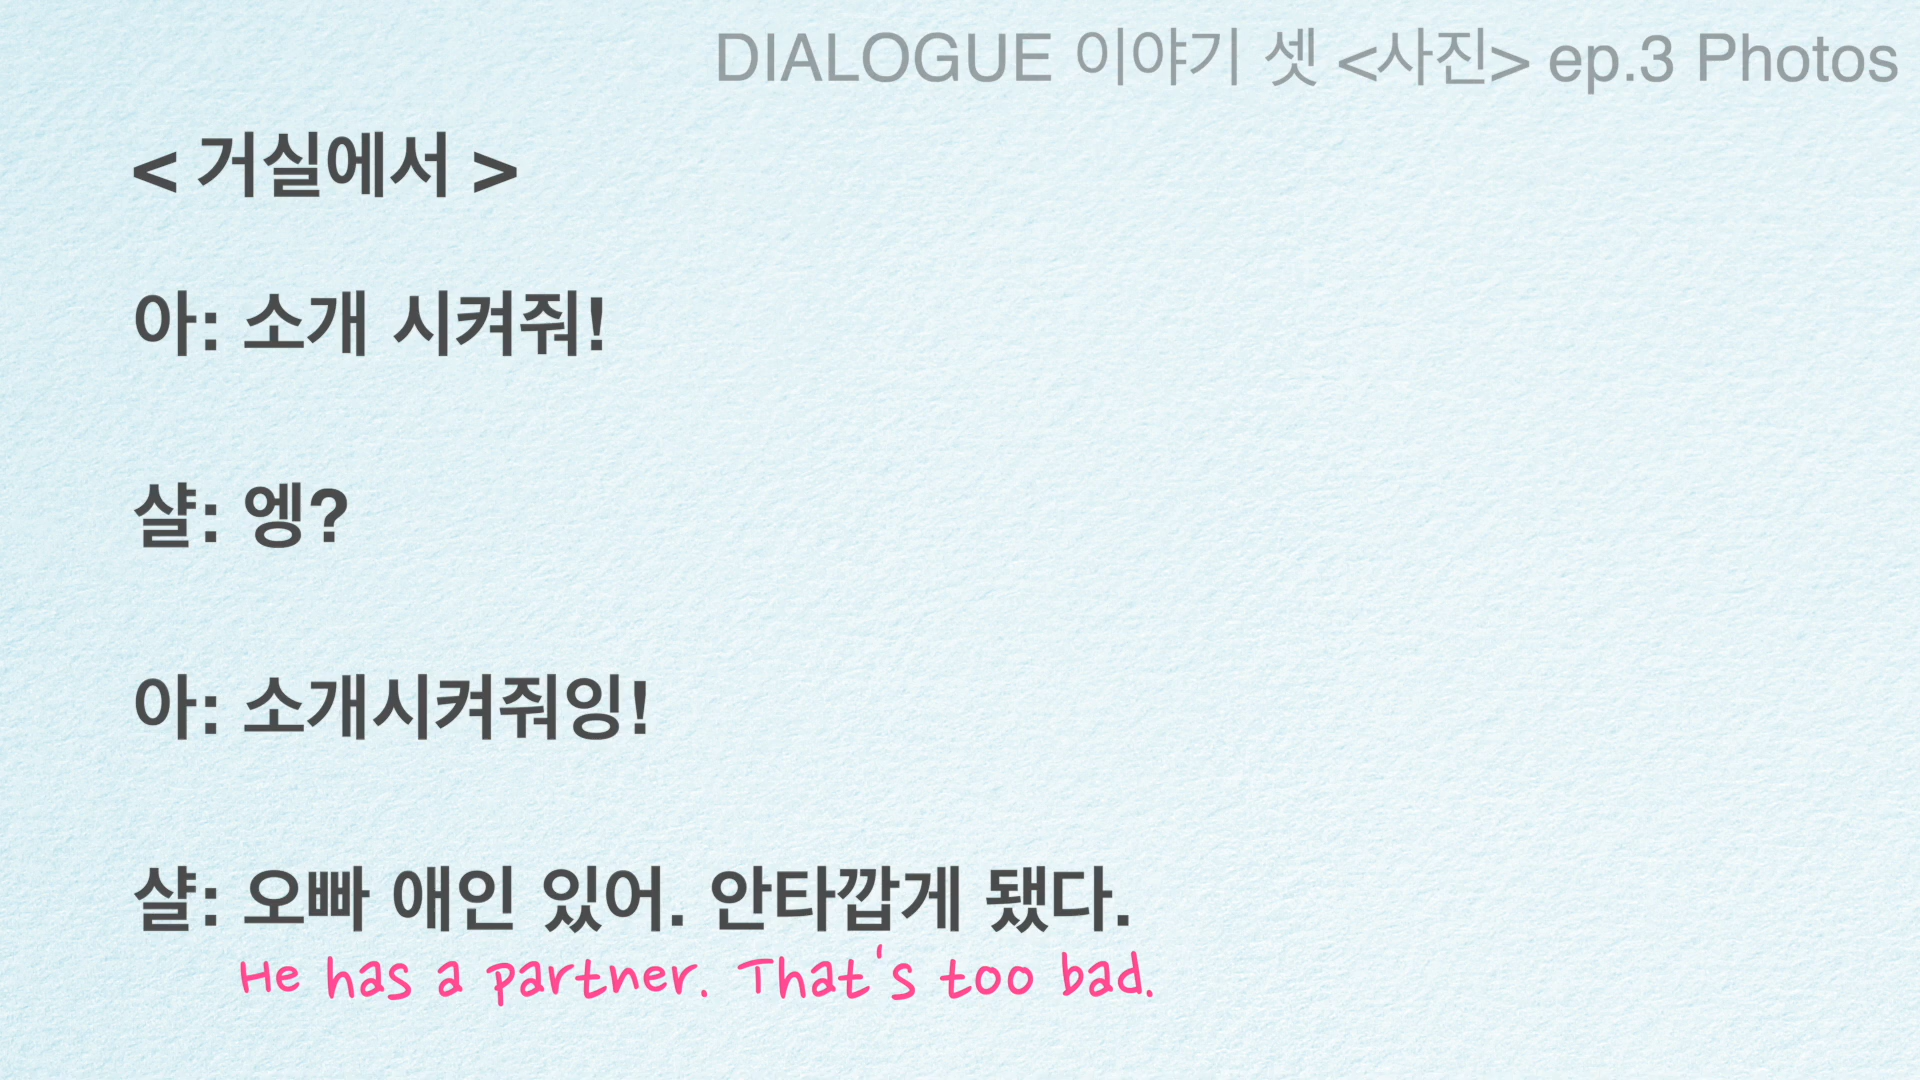 DIALOGUE 이야기 셋 <사진> ep.3 Photos
< 거실에서 >
아: 소개 시켜줘!
샬: 엥?
아: 소개시켜줘잉!
샬: 오빠 애인 있어. 안타깝게 됐다.
He has a partner. That's too bad.